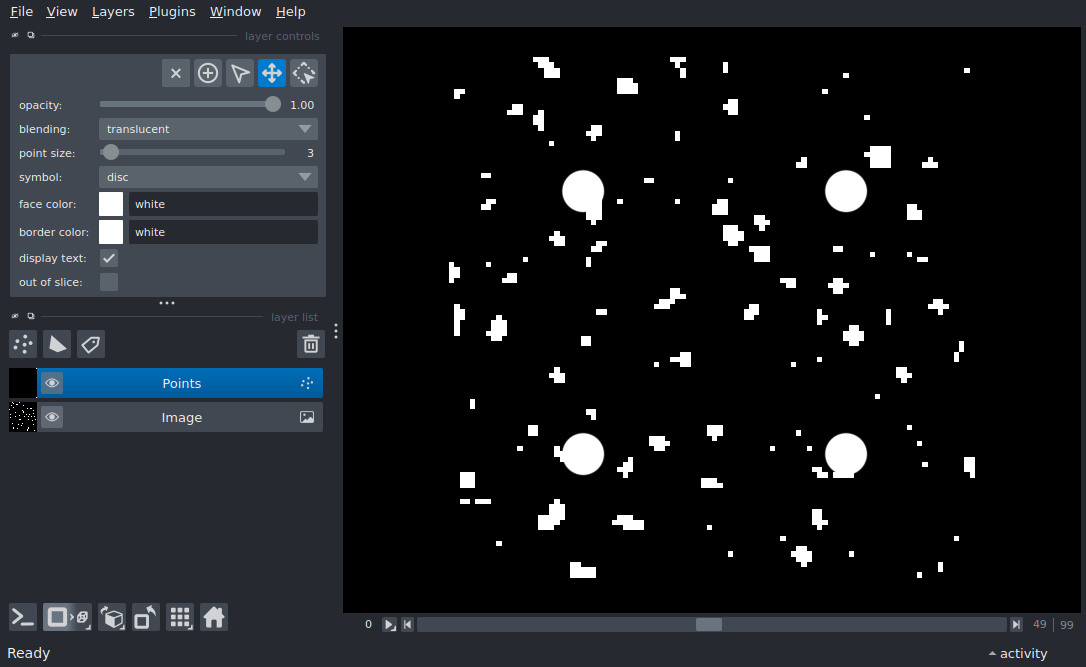 File View Layers Plugins Window Help
layer controls
opacity: 1.00
blending: translucent
point size: 3
symbol: disc
face color: white
border color: white
display text:
out of slice:
layer list
Points
Image
0 49 99
Ready activity